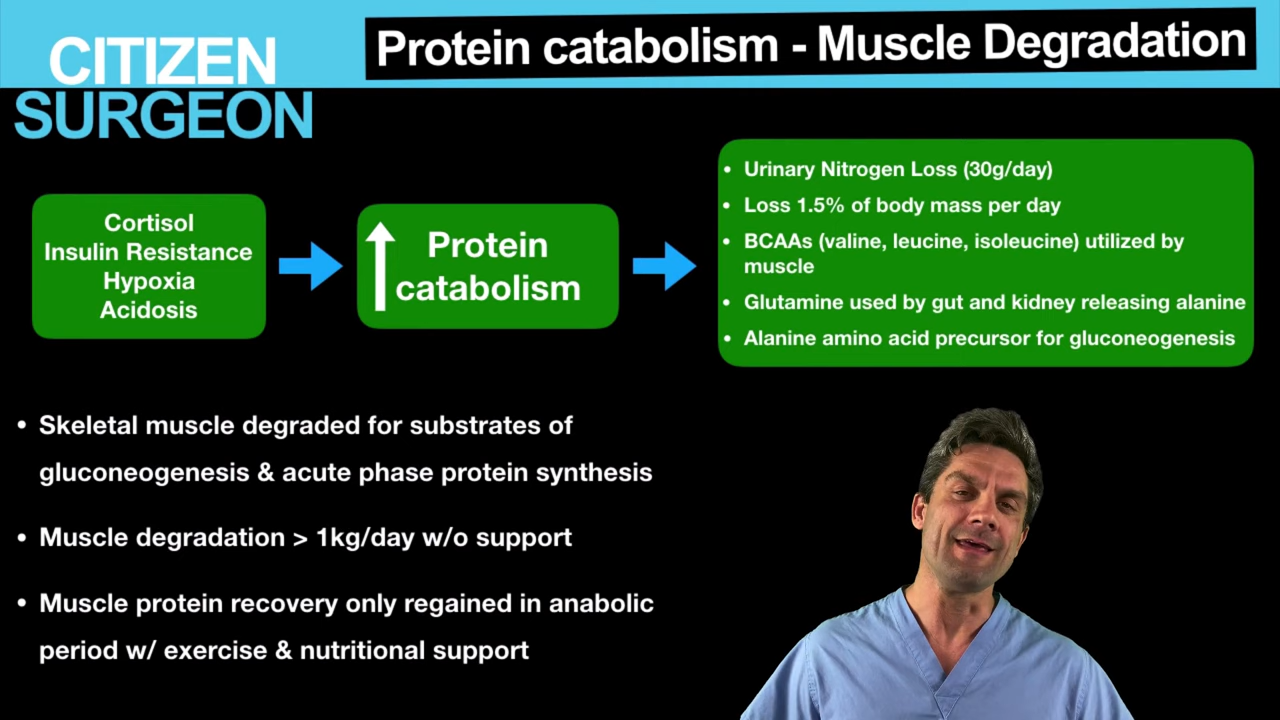 CITIZEN
SURGEON
Protein catabolism - Muscle Degradation
Cortisol
Insulin Resistance
Hypoxia
Acidosis
Protein
catabolism
• Urinary Nitrogen Loss (30g/day)
• Loss 1.5% of body mass per day
• BCAAs (valine, leucine, isoleucine) utilized by
muscle
• Glutamine used by gut and kidney releasing alanine
• Alanine amino acid precursor for gluconeogenesis
• Skeletal muscle degraded for substrates of
gluconeogenesis & acute phase protein synthesis
• Muscle degradation > 1kg/day w/o support
• Muscle protein recovery only regained in anabolic
period w/ exercise & nutritional support